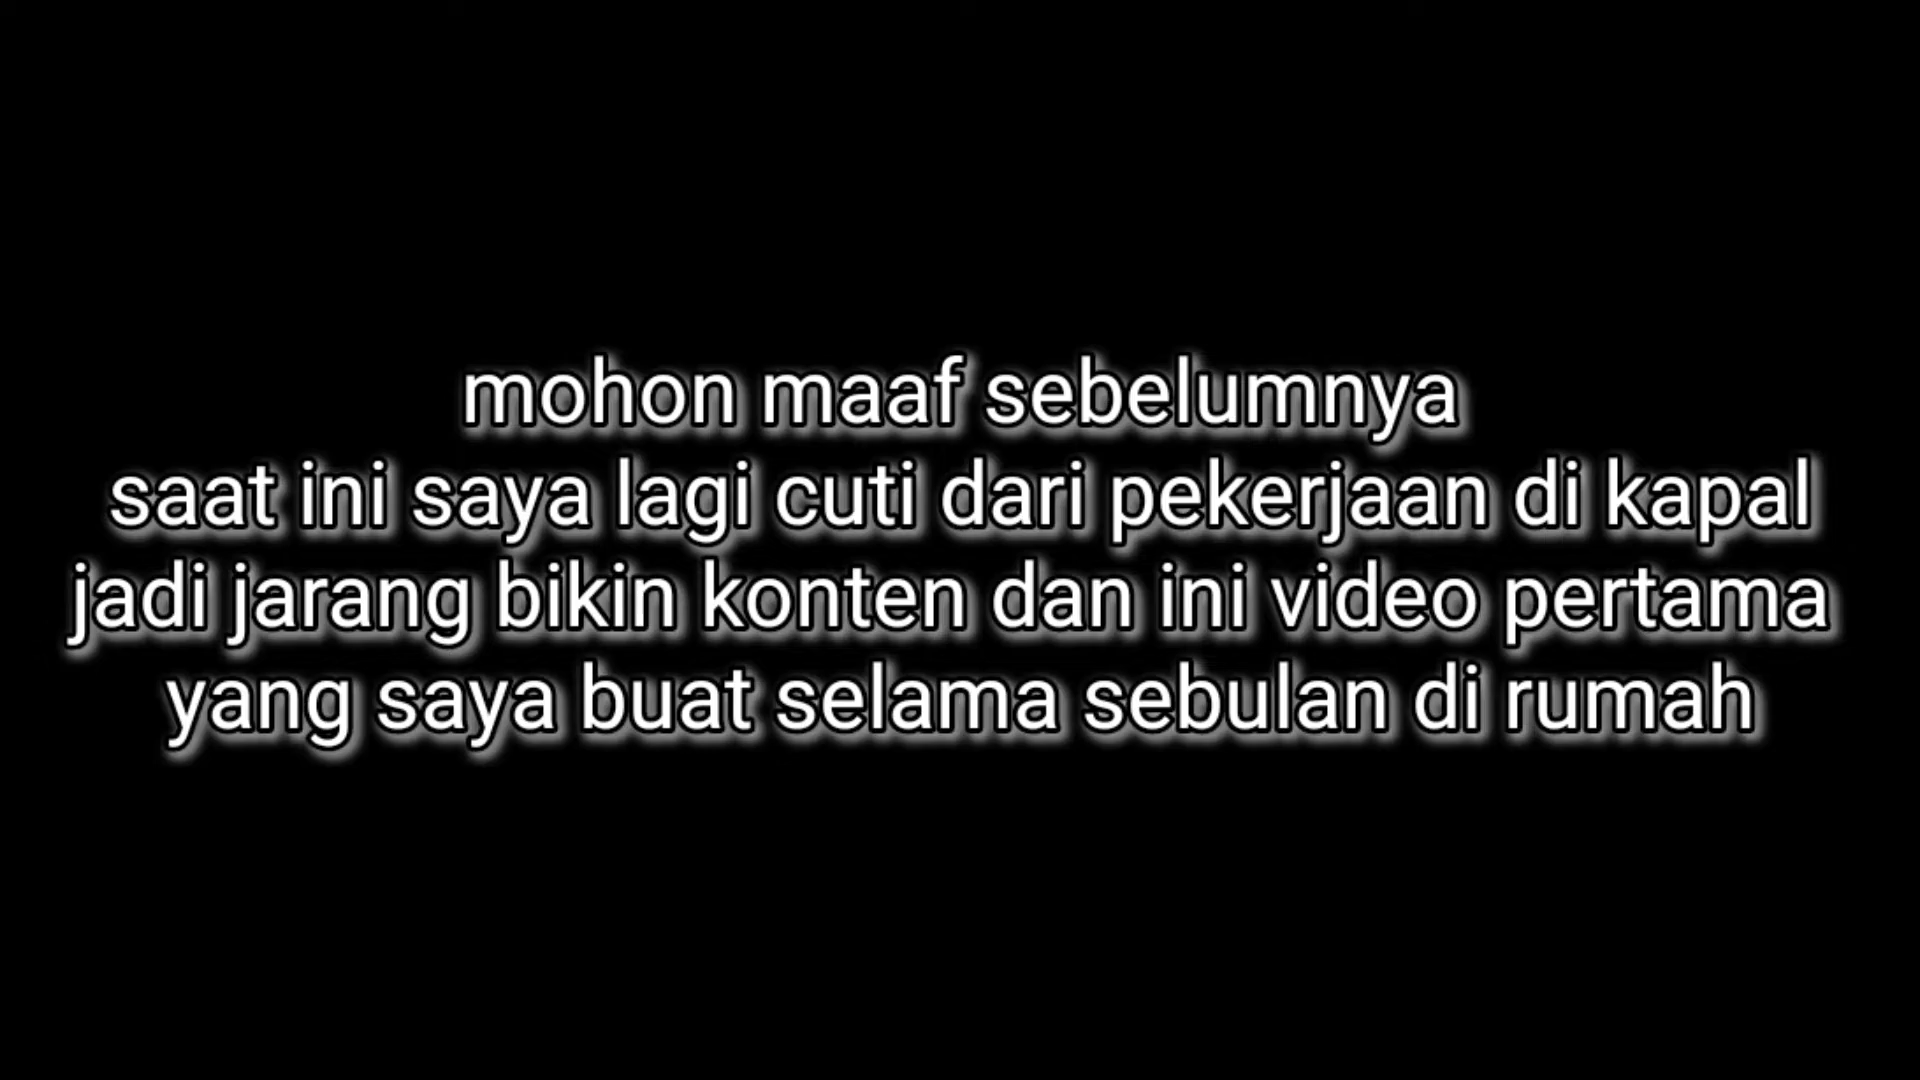 mohon maaf sebelumnya
saat ini saya lagi cuti dari pekerjaan di kapal
jadi jarang bikin konten dan ini video pertama
yang saya buat selama sebulan di rumah